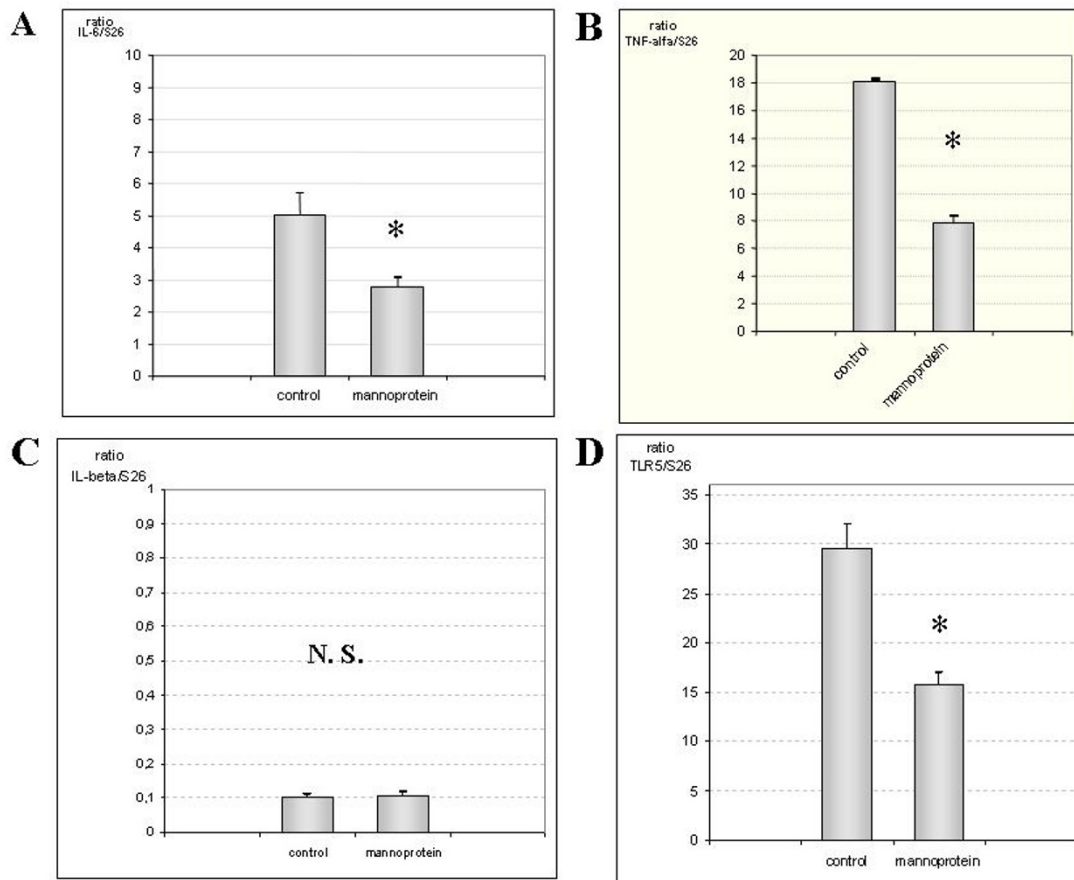 A
ratio
IL-6/S26
10
9
8
7
6
5
4
3
2
1
0
*
control
mannoprotein
B
ratio
TNF-alfa/S26
20
18
16
14
12
10
8
6
4
2
0
*
control
mannoprotein
C
ratio
IL-beta/S26
1
0,9
0,8
0,7
0,6
0,5
0,4
0,3
0,2
0,1
0
N. S.
control
mannoprotein
D
ratio
TLR5/S26
35
30
25
20
15
10
5
0
*
control
mannoprotein